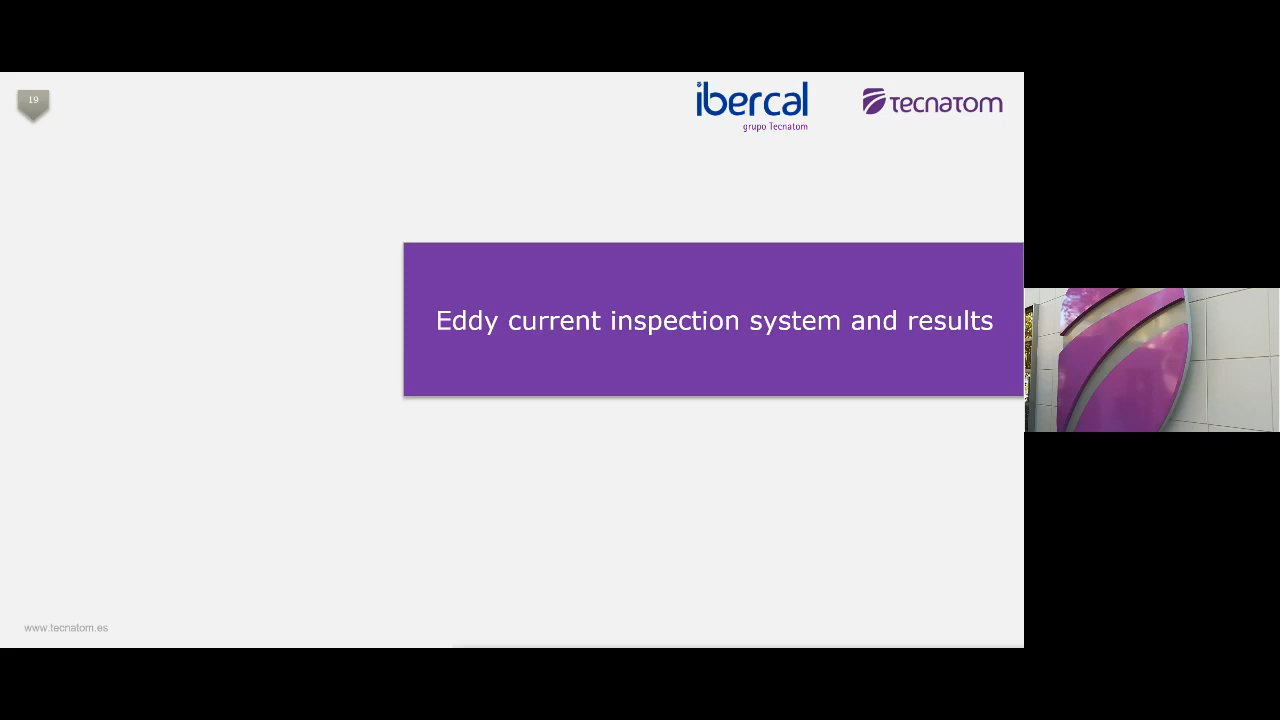 19
ibercal
grupo Tecnatom
tecnatom
Eddy current inspection system and results
www.tecnatom.es